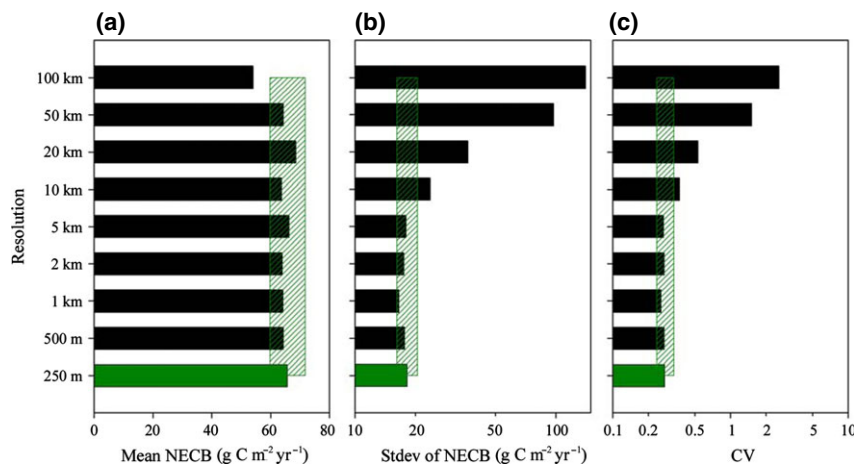 (a) (b) (c)
100 km
50 km
20 km
10 km
5 km
2 km
1 km
500 m
250 m
Resolution
0 20 40 60 80
10 20 50 100
0.1 0.2 0.5 1 2 5 10
Mean NECB (g C m⁻² yr⁻¹)
Stdev of NECB (g C m⁻² yr⁻¹)
CV